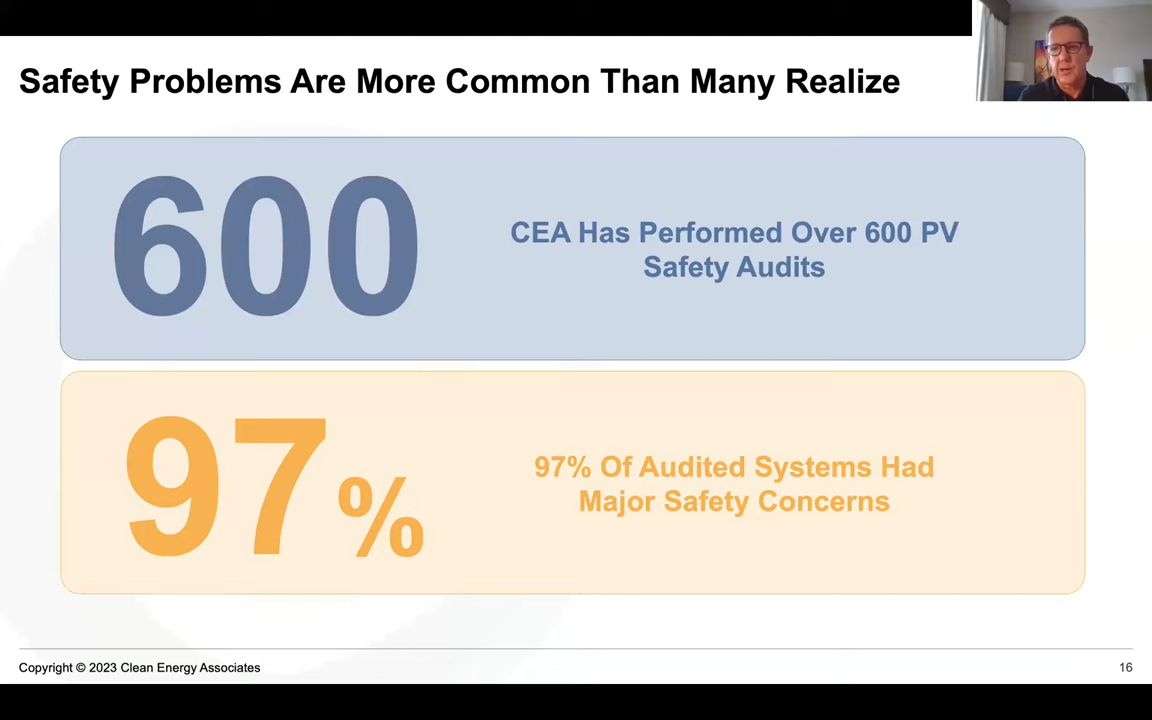 Safety Problems Are More Common Than Many Realize
600
CEA Has Performed Over 600 PV
Safety Audits
97%
97% Of Audited Systems Had
Major Safety Concerns
Copyright © 2023 Clean Energy Associates
16